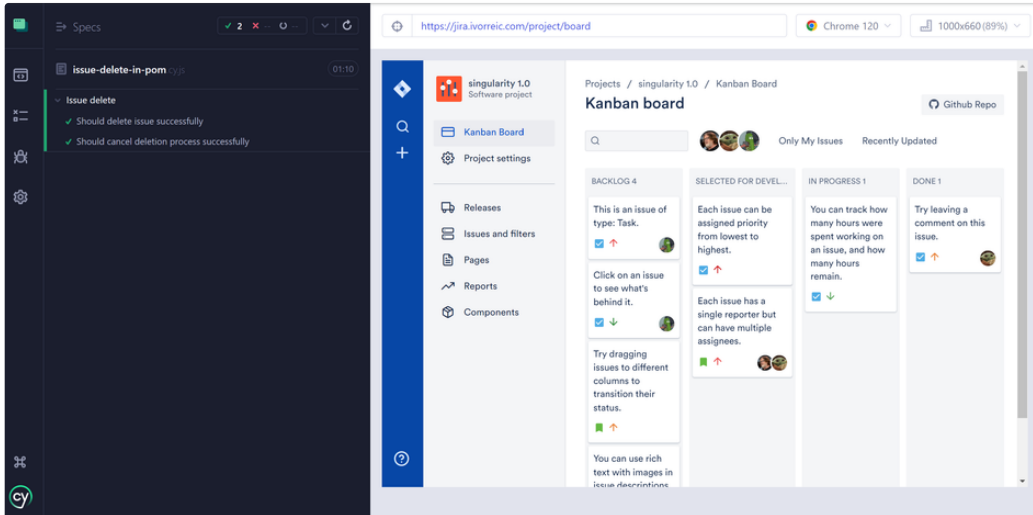 Specs
2
--
--
issue-delete-in-pom.cy.js
01:10
Issue delete
Should delete issue successfully
Should cancel deletion process successfully
cy
https://jira.ivorreic.com/project/board
Chrome 120
1000x660 (89%)
singularity 1.0
Software project
Kanban Board
Project settings
Releases
Issues and filters
Pages
Reports
Components
Projects / singularity 1.0 / Kanban Board
Kanban board
Github Repo
Only My Issues
Recently Updated
BACKLOG 4
This is an issue of
type: Task.
Click on an issue
to see what's
behind it.
Try dragging
issues to different
columns to
transition their
status.
You can use rich
text with images in
issue descriptions
SELECTED FOR DEVEL...
Each issue can be
assigned priority
from lowest to
highest.
Each issue has a
single reporter but
can have multiple
assignees.
IN PROGRESS 1
You can track how
many hours were
spent working on
an issue, and how
many hours
remain.
DONE 1
Try leaving a
comment on this
issue.